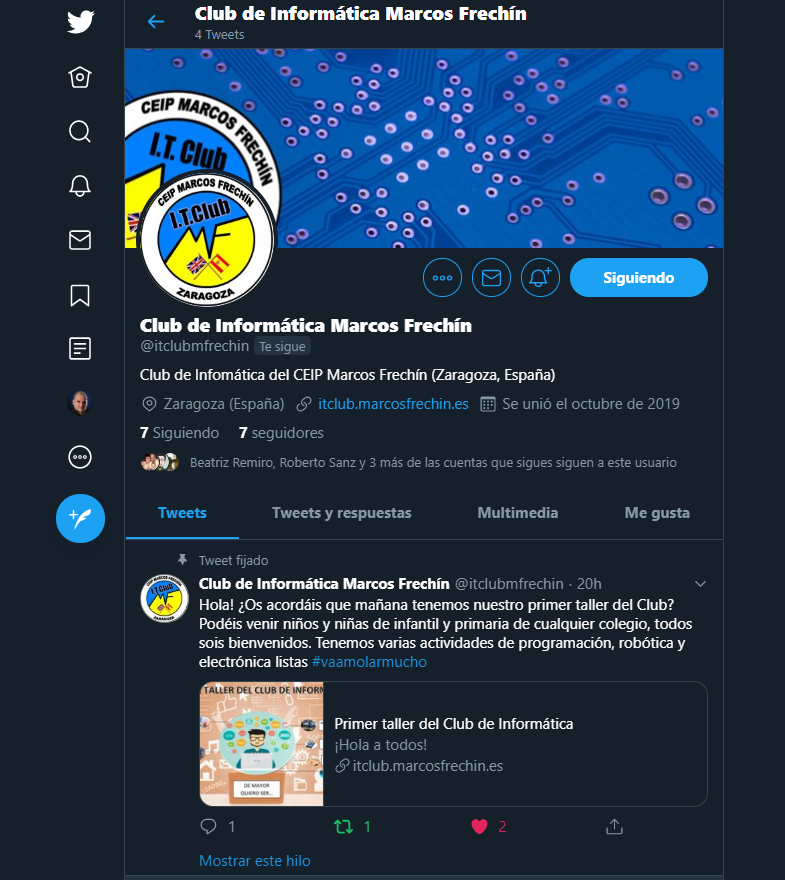 Club de Informática Marcos Frechín
4 Tweets
CEIP MARCOS FRECHÍN
I.T. Club
CEIP MARCOS FRECHÍN
I.T.Club
MF
ZARAGOZA
Siguiendo
Club de Informática Marcos Frechín
@itclubmfrechin Te sigue
Club de Infomática del CEIP Marcos Frechín (Zaragoza, España)
Zaragoza (España) itclub.marcosfrechin.es Se unió el octubre de 2019
7 Siguiendo 7 seguidores
Beatriz Remiro, Roberto Sanz y 3 más de las cuentas que sigues siguen a este usuario
Tweets Tweets y respuestas Multimedia Me gusta
Tweet fijado
Club de Informática Marcos Frechín @itclubmfrechin · 20h
Hola! ¿Os acordáis que mañana tenemos nuestro primer taller del Club?
Podéis venir niños y niñas de infantil y primaria de cualquier colegio, todos
sois bienvenidos. Tenemos varias actividades de programación, robótica y
electrónica listas #vaamolarmucho
TALLER DEL CLUB DE INFORM
DE MAYOR
QUIERO SER...
Primer taller del Club de Informática
¡Hola a todos!
itclub.marcosfrechin.es
1 1 2
Mostrar este hilo